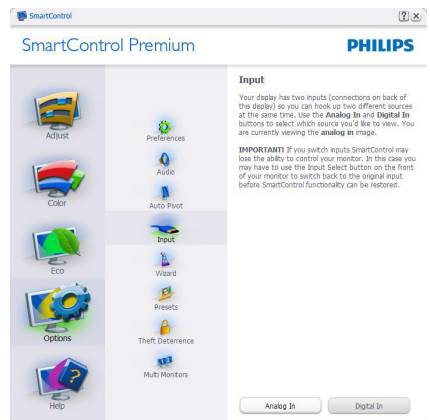 SmartControl
SmartControl Premium
PHILIPS
Adjust
Color
Eco
Options
Help
Preferences
Audio
Auto Pivot
Input
Wizard
Presets
Theft Deterrence
Multi Monitors
Input
Your display has two inputs (connections on back of
this display) so you can hook up two different sources
at the same time. Use the Analog In and Digital In
buttons to select which source you'd like to view. You
are currently viewing the analog in image.
IMPORTANT! If you switch inputs SmartControl may
lose the ability to control your monitor. In this case you
may have to use the Input Select button on the front
of your monitor to switch back to the original input
before SmartControl functionality can be restored.
Analog In
Digital In